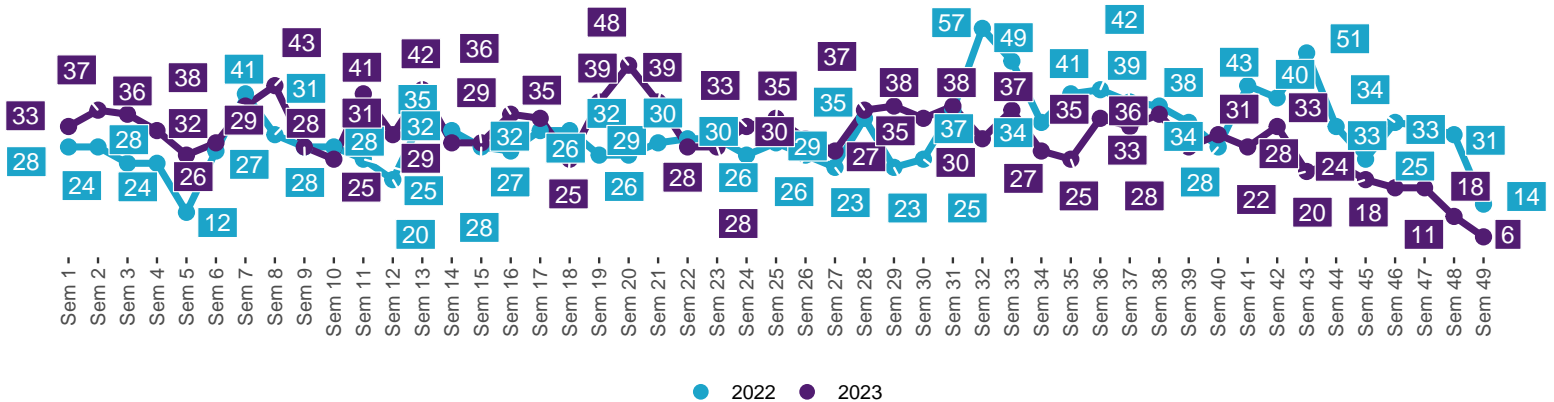 48 57 42
43 42 36 49 51
37 41 39 39 37 41 39
38 31 33 38 38 37 38 43 40
36 41 35 29 35 35 35 34
33 32 29 28 31 32 32 30 30 30 35 37 34 35 36 34 31 33 33 33
28 28 27 28 32 26 29 29 27 30 33 28 31
24 24 26 28 25 29 25 27 25 26 28 26 26 23 23 25 27 25 28 28 22 24 25 18 14
12 20 28 28 20 18 11 6
Sem 1
Sem 2
Sem 3
Sem 4
Sem 5
Sem 6
Sem 7
Sem 8
Sem 9
Sem 10
Sem 11
Sem 12
Sem 13
Sem 14
Sem 15
Sem 16
Sem 17
Sem 18
Sem 19
Sem 20
Sem 21
Sem 22
Sem 23
Sem 24
Sem 25
Sem 26
Sem 27
Sem 28
Sem 29
Sem 30
Sem 31
Sem 32
Sem 33
Sem 34
Sem 35
Sem 36
Sem 37
Sem 38
Sem 39
Sem 40
Sem 41
Sem 42
Sem 43
Sem 44
Sem 45
Sem 46
Sem 47
Sem 48
Sem 49
2022 2023